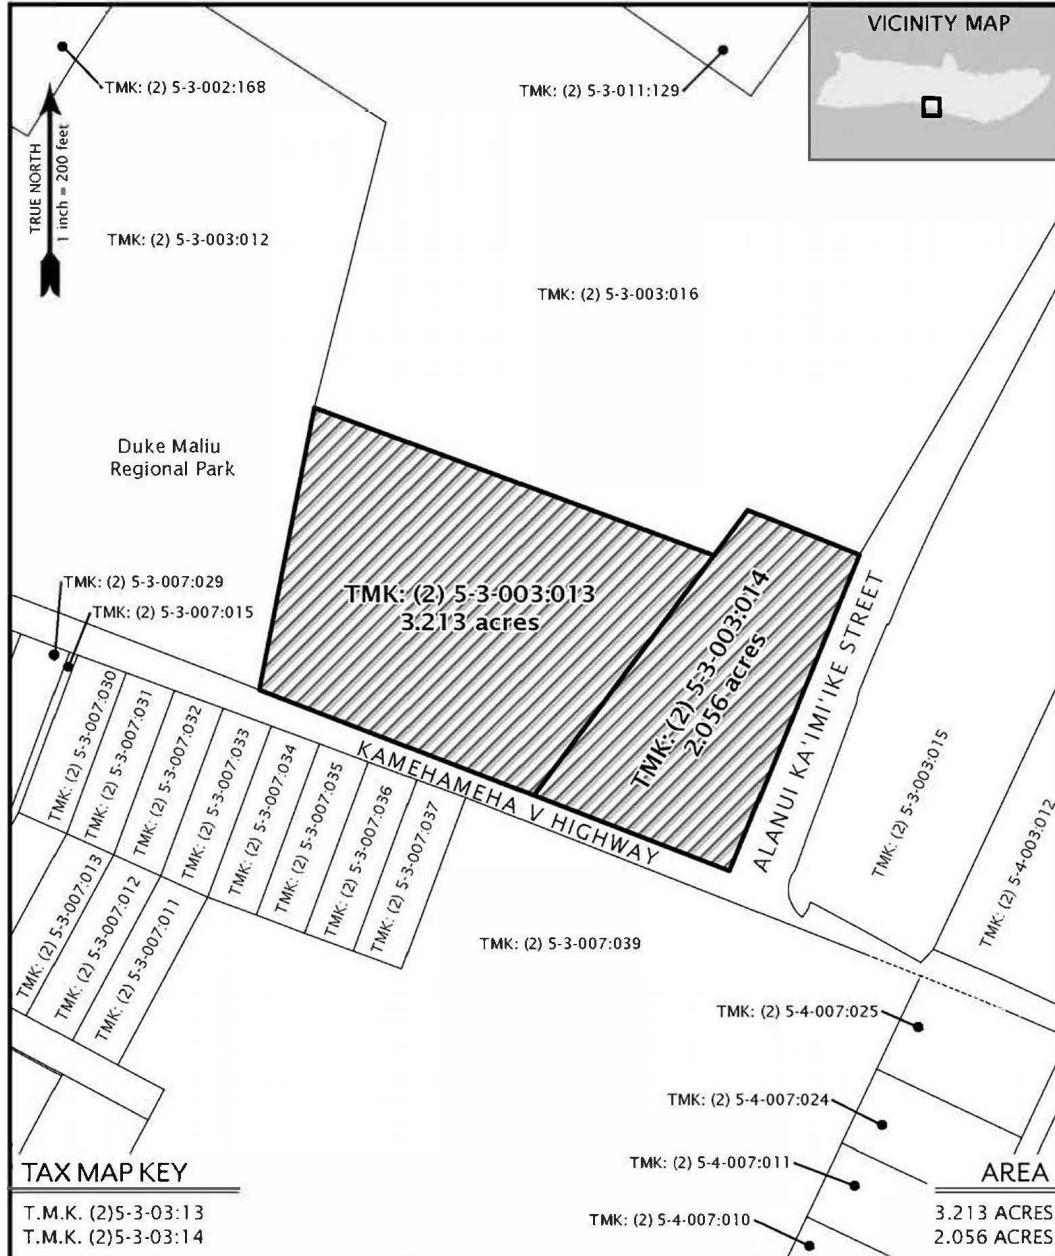 VICINITY MAP
TMK: (2) 5-3-002:168
TMK: (2) 5-3-011:129
TRUE NORTH
1 inch = 200 feet
TMK: (2) 5-3-003:012
TMK: (2) 5-3-003:016
Duke Maliu
Regional Park
TMK: (2) 5-3-007:029
TMK: (2) 5-3-007:015
TMK: (2) 5-3-003:013
3.213 acres
TMK: (2) 5-3-003:014
2.056 acres
ALANUI KA'IMI'IKE STREET
KAMEHAMEHA V HIGHWAY
TMK: (2) 5-3-007:030
TMK: (2) 5-3-007:031
TMK: (2) 5-3-007:032
TMK: (2) 5-3-007:033
TMK: (2) 5-3-007:034
TMK: (2) 5-3-007:035
TMK: (2) 5-3-007:036
TMK: (2) 5-3-007:037
TMK: (2) 5-3-003:015
TMK: (2) 5-4-003:012
TMK: (2) 5-3-007:013
TMK: (2) 5-3-007:012
TMK: (2) 5-3-007:011
TMK: (2) 5-3-007:039
TMK: (2) 5-4-007:025
TMK: (2) 5-4-007:024
TMK: (2) 5-4-007:011
TMK: (2) 5-4-007:010
TAX MAP KEY
T.M.K. (2)5-3-03:13
T.M.K. (2)5-3-03:14
AREA
3.213 ACRES
2.056 ACRES